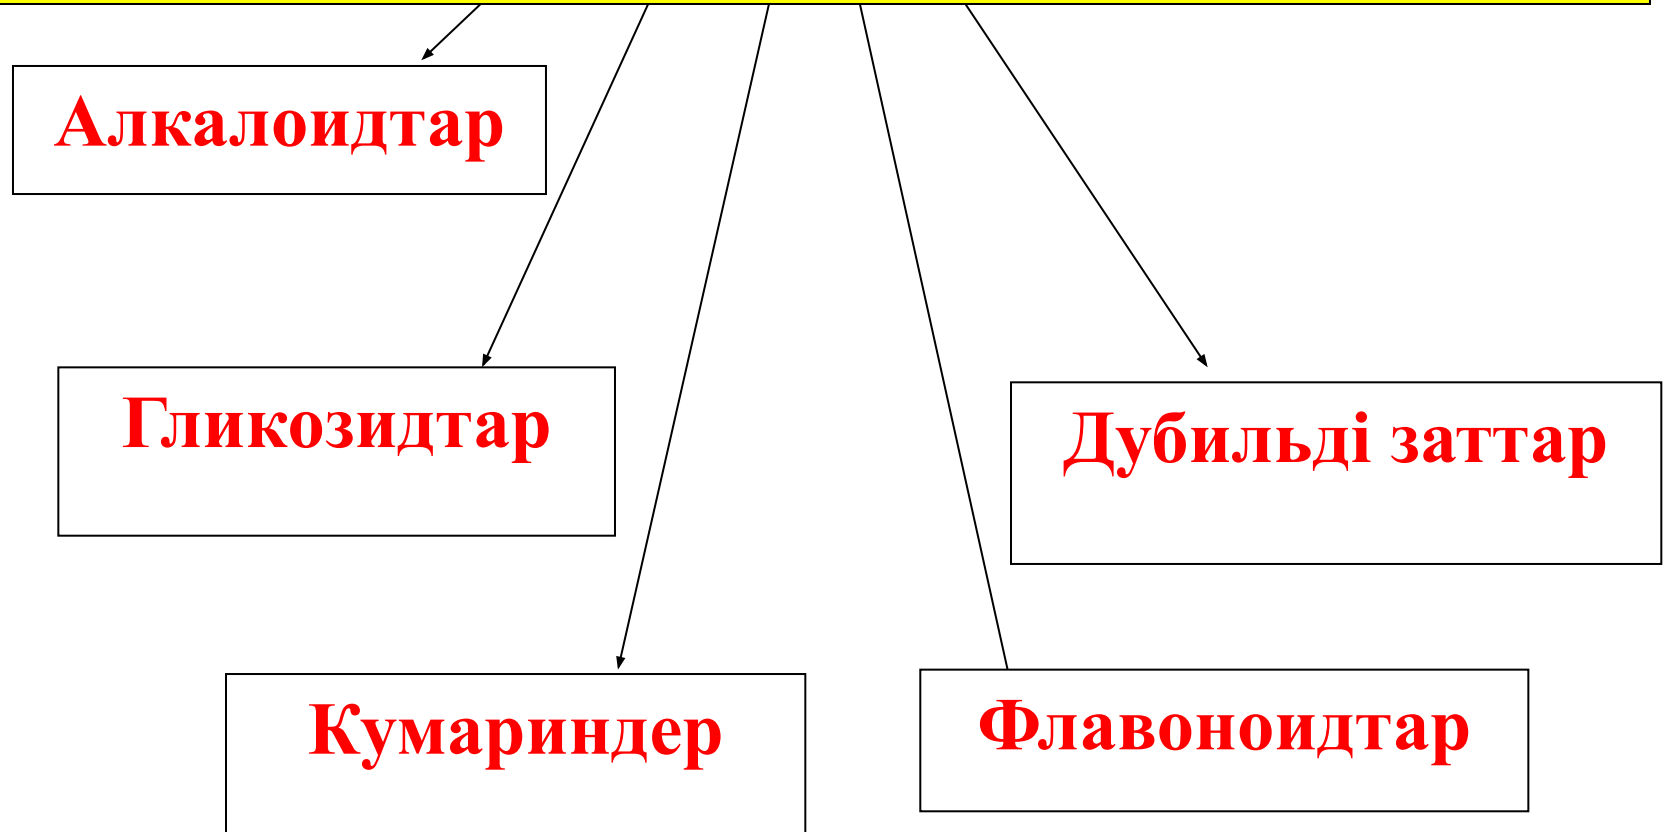 Алкалоидтар
Гликозидтар
Дубильді заттар
Кумариндер
Флавоноидтар